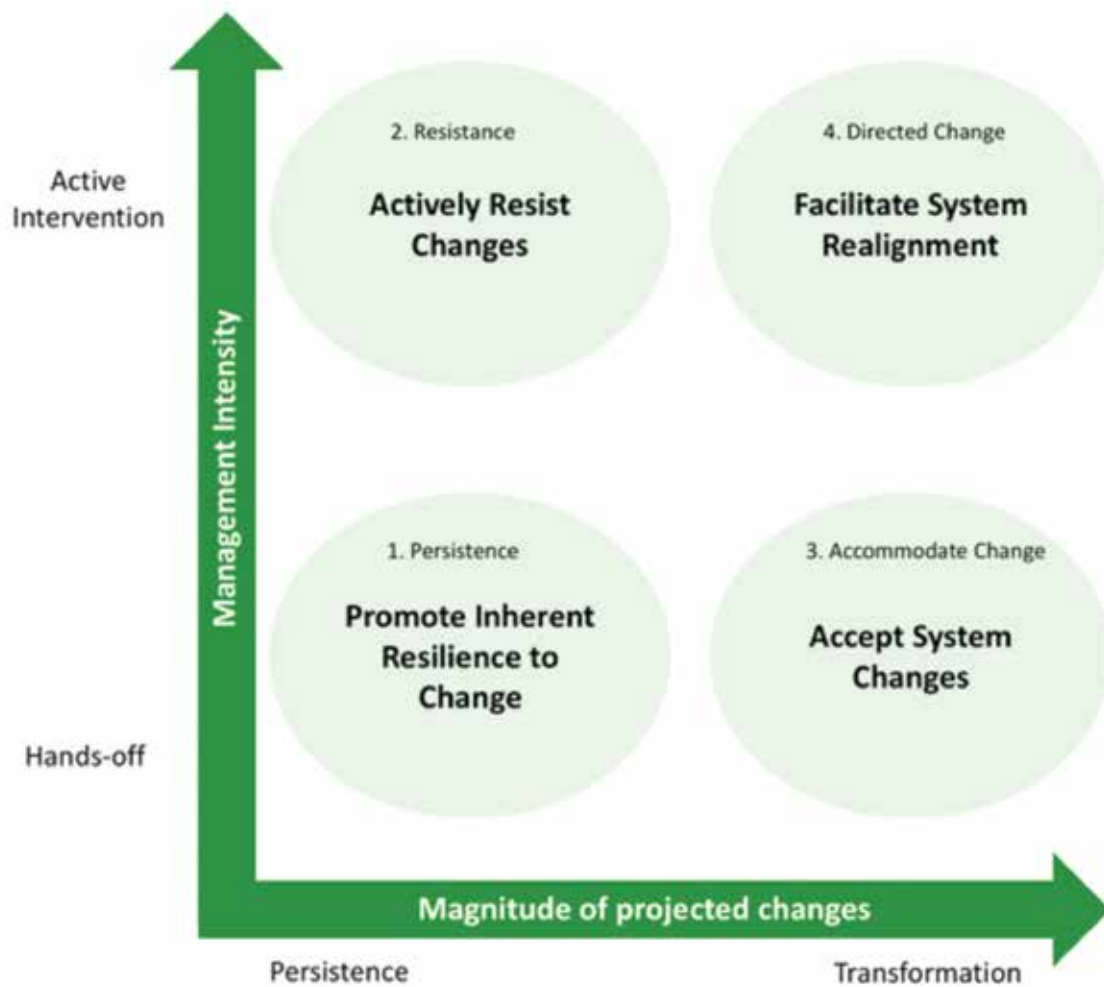 Active
Intervention
Hands-off
Management Intensity
2. Resistance
Actively Resist
Changes
4. Directed Change
Facilitate System
Realignment
1. Persistence
Promote Inherent
Resilience to
Change
3. Accommodate Change
Accept System
Changes
Magnitude of projected changes
Persistence
Transformation